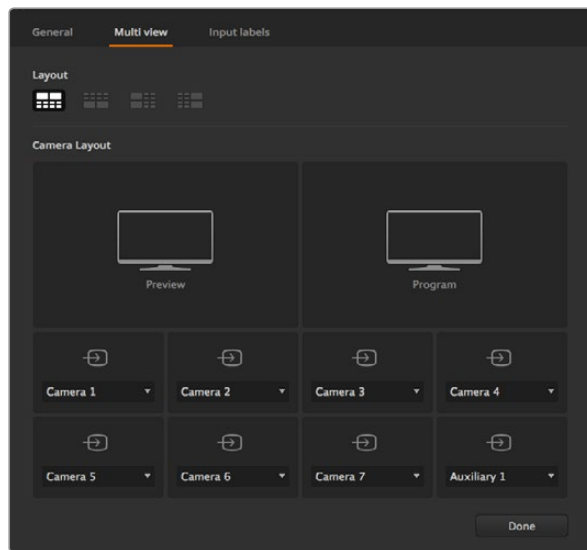 General Multi view Input labels
Layout
Camera Layout
Preview Program
Camera 1 Camera 2 Camera 3 Camera 4
Camera 5 Camera 6 Camera 7 Auxiliary 1
Done